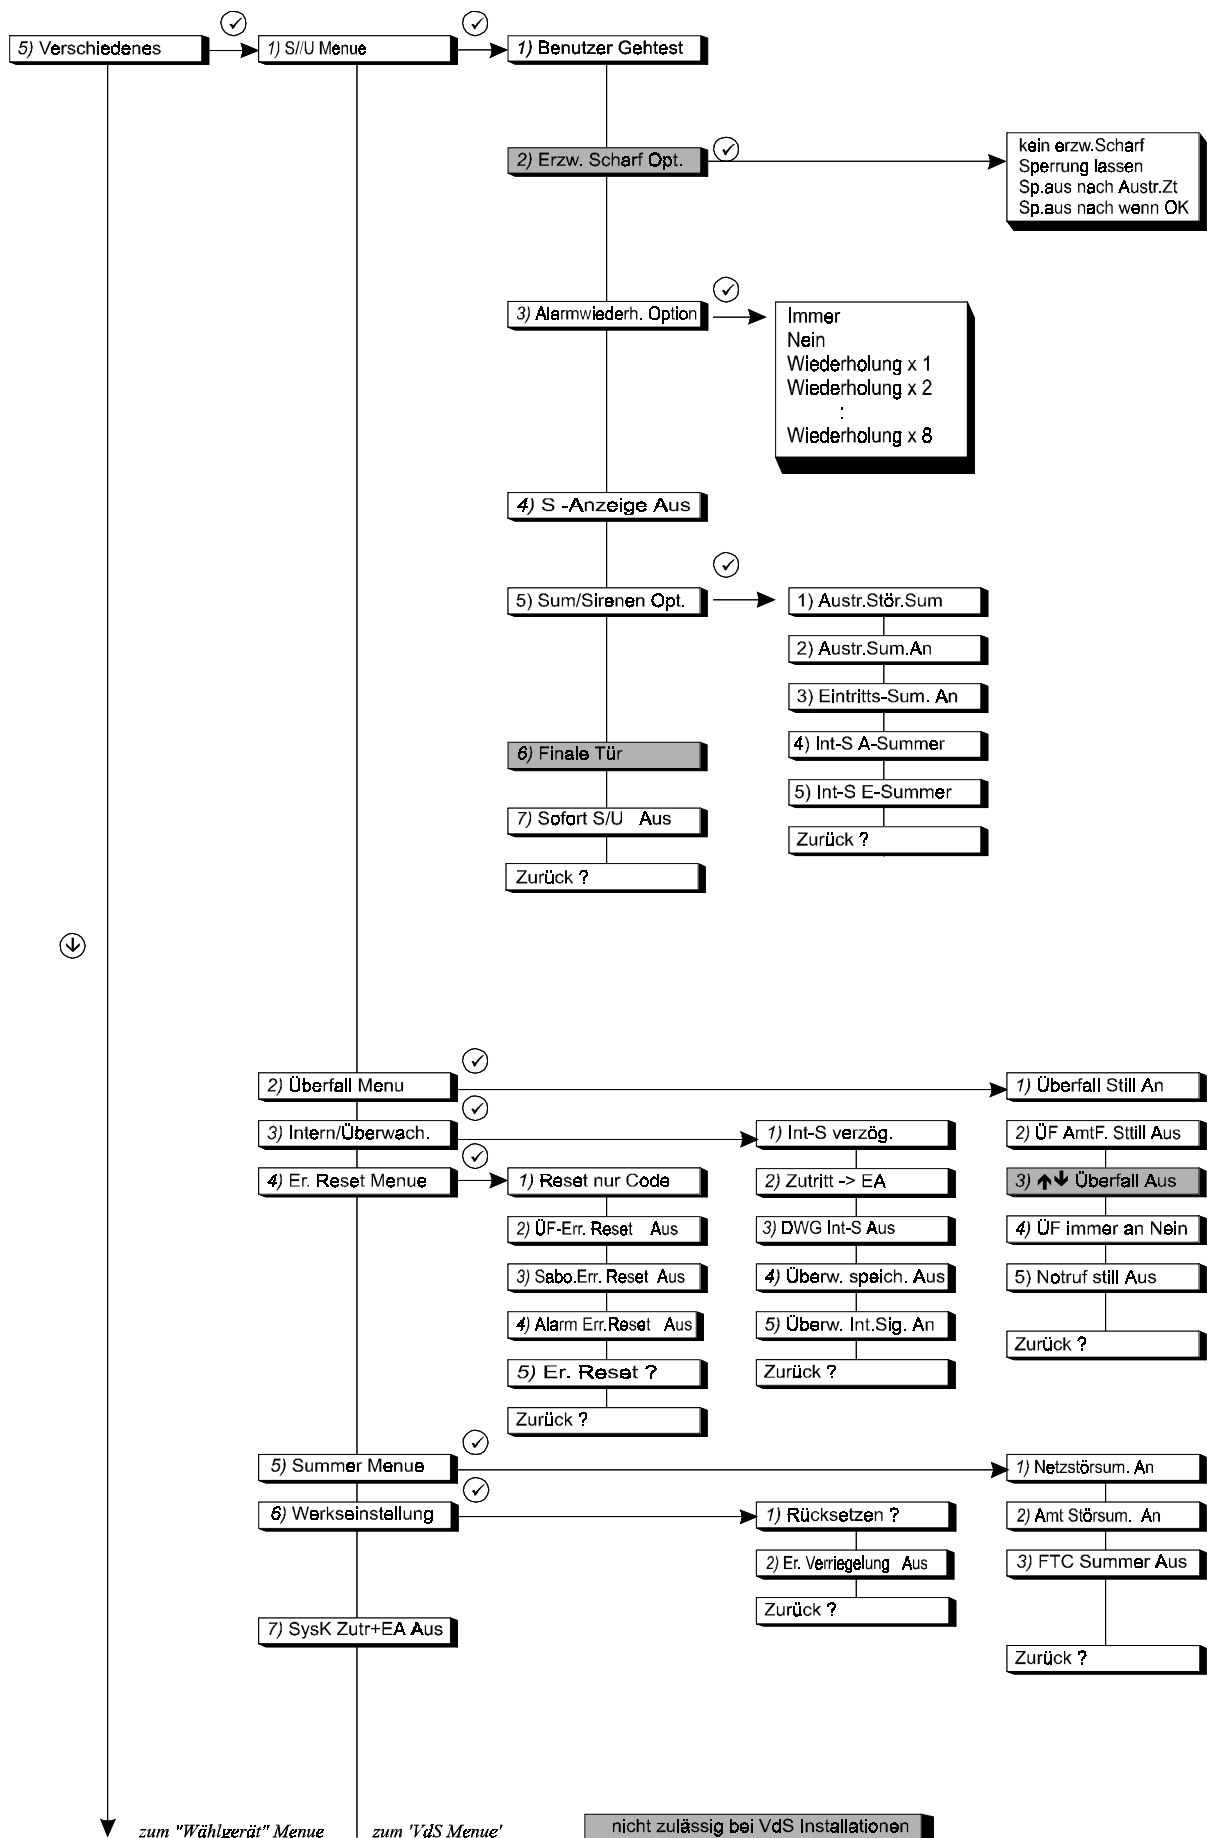 5) Verschiedenes
1) S//U Menue
1) Benutzer Gehtest
2) Erzw. Scharf Opt.
kein erzw.Scharf
Sperrung lassen
Sp.aus nach Austr.Zt
Sp.aus nach wenn OK
3) Alarmwiederh. Option
Immer
Nein
Wiederholung x 1
Wiederholung x 2
:
Wiederholung x 8
4) S -Anzeige Aus
5) Sum/Sirenen Opt.
1) Austr.Stör.Sum
2) Austr.Sum.An
3) Eintritts-Sum. An
4) Int-S A-Summer
5) Int-S E-Summer
Zurück ?
6) Finale Tür
7) Sofort S/U Aus
Zurück ?
2) Überfall Menu
1) Überfall Still An
2) ÜF AmtF. Sttill Aus
3) ↑↓ Überfall Aus
4) ÜF immer an Nein
5) Notruf still Aus
Zurück ?
3) Intern/Überwach.
1) Int-S verzög.
2) Zutritt -> EA
3) DWG Int-S Aus
4) Überw. speich. Aus
5) Überw. Int.Sig. An
Zurück ?
4) Er. Reset Menue
1) Reset nur Code
2) ÜF-Err. Reset Aus
3) Sabo.Err. Reset Aus
4) Alarm Err.Reset Aus
5) Er. Reset ?
Zurück ?
5) Summer Menue
1) Netzstörsum. An
2) Amt Störsum. An
3) FTC Summer Aus
Zurück ?
6) Werkseinstellung
1) Rücksetzen ?
2) Er. Verriegelung Aus
Zurück ?
7) SysK Zutr+EA Aus
zum "Wählgerät" Menue
zum 'VdS Menue'
nicht zulässig bei VdS Installationen